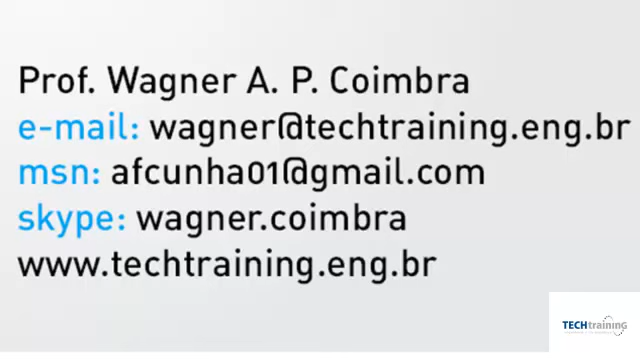 Prof. Wagner A. P. Coimbra
e-mail: wagner@techtraining.eng.br
msn: afcunha01@gmail.com
skype: wagner.coimbra
www.techtraining.eng.br
TECHtraining